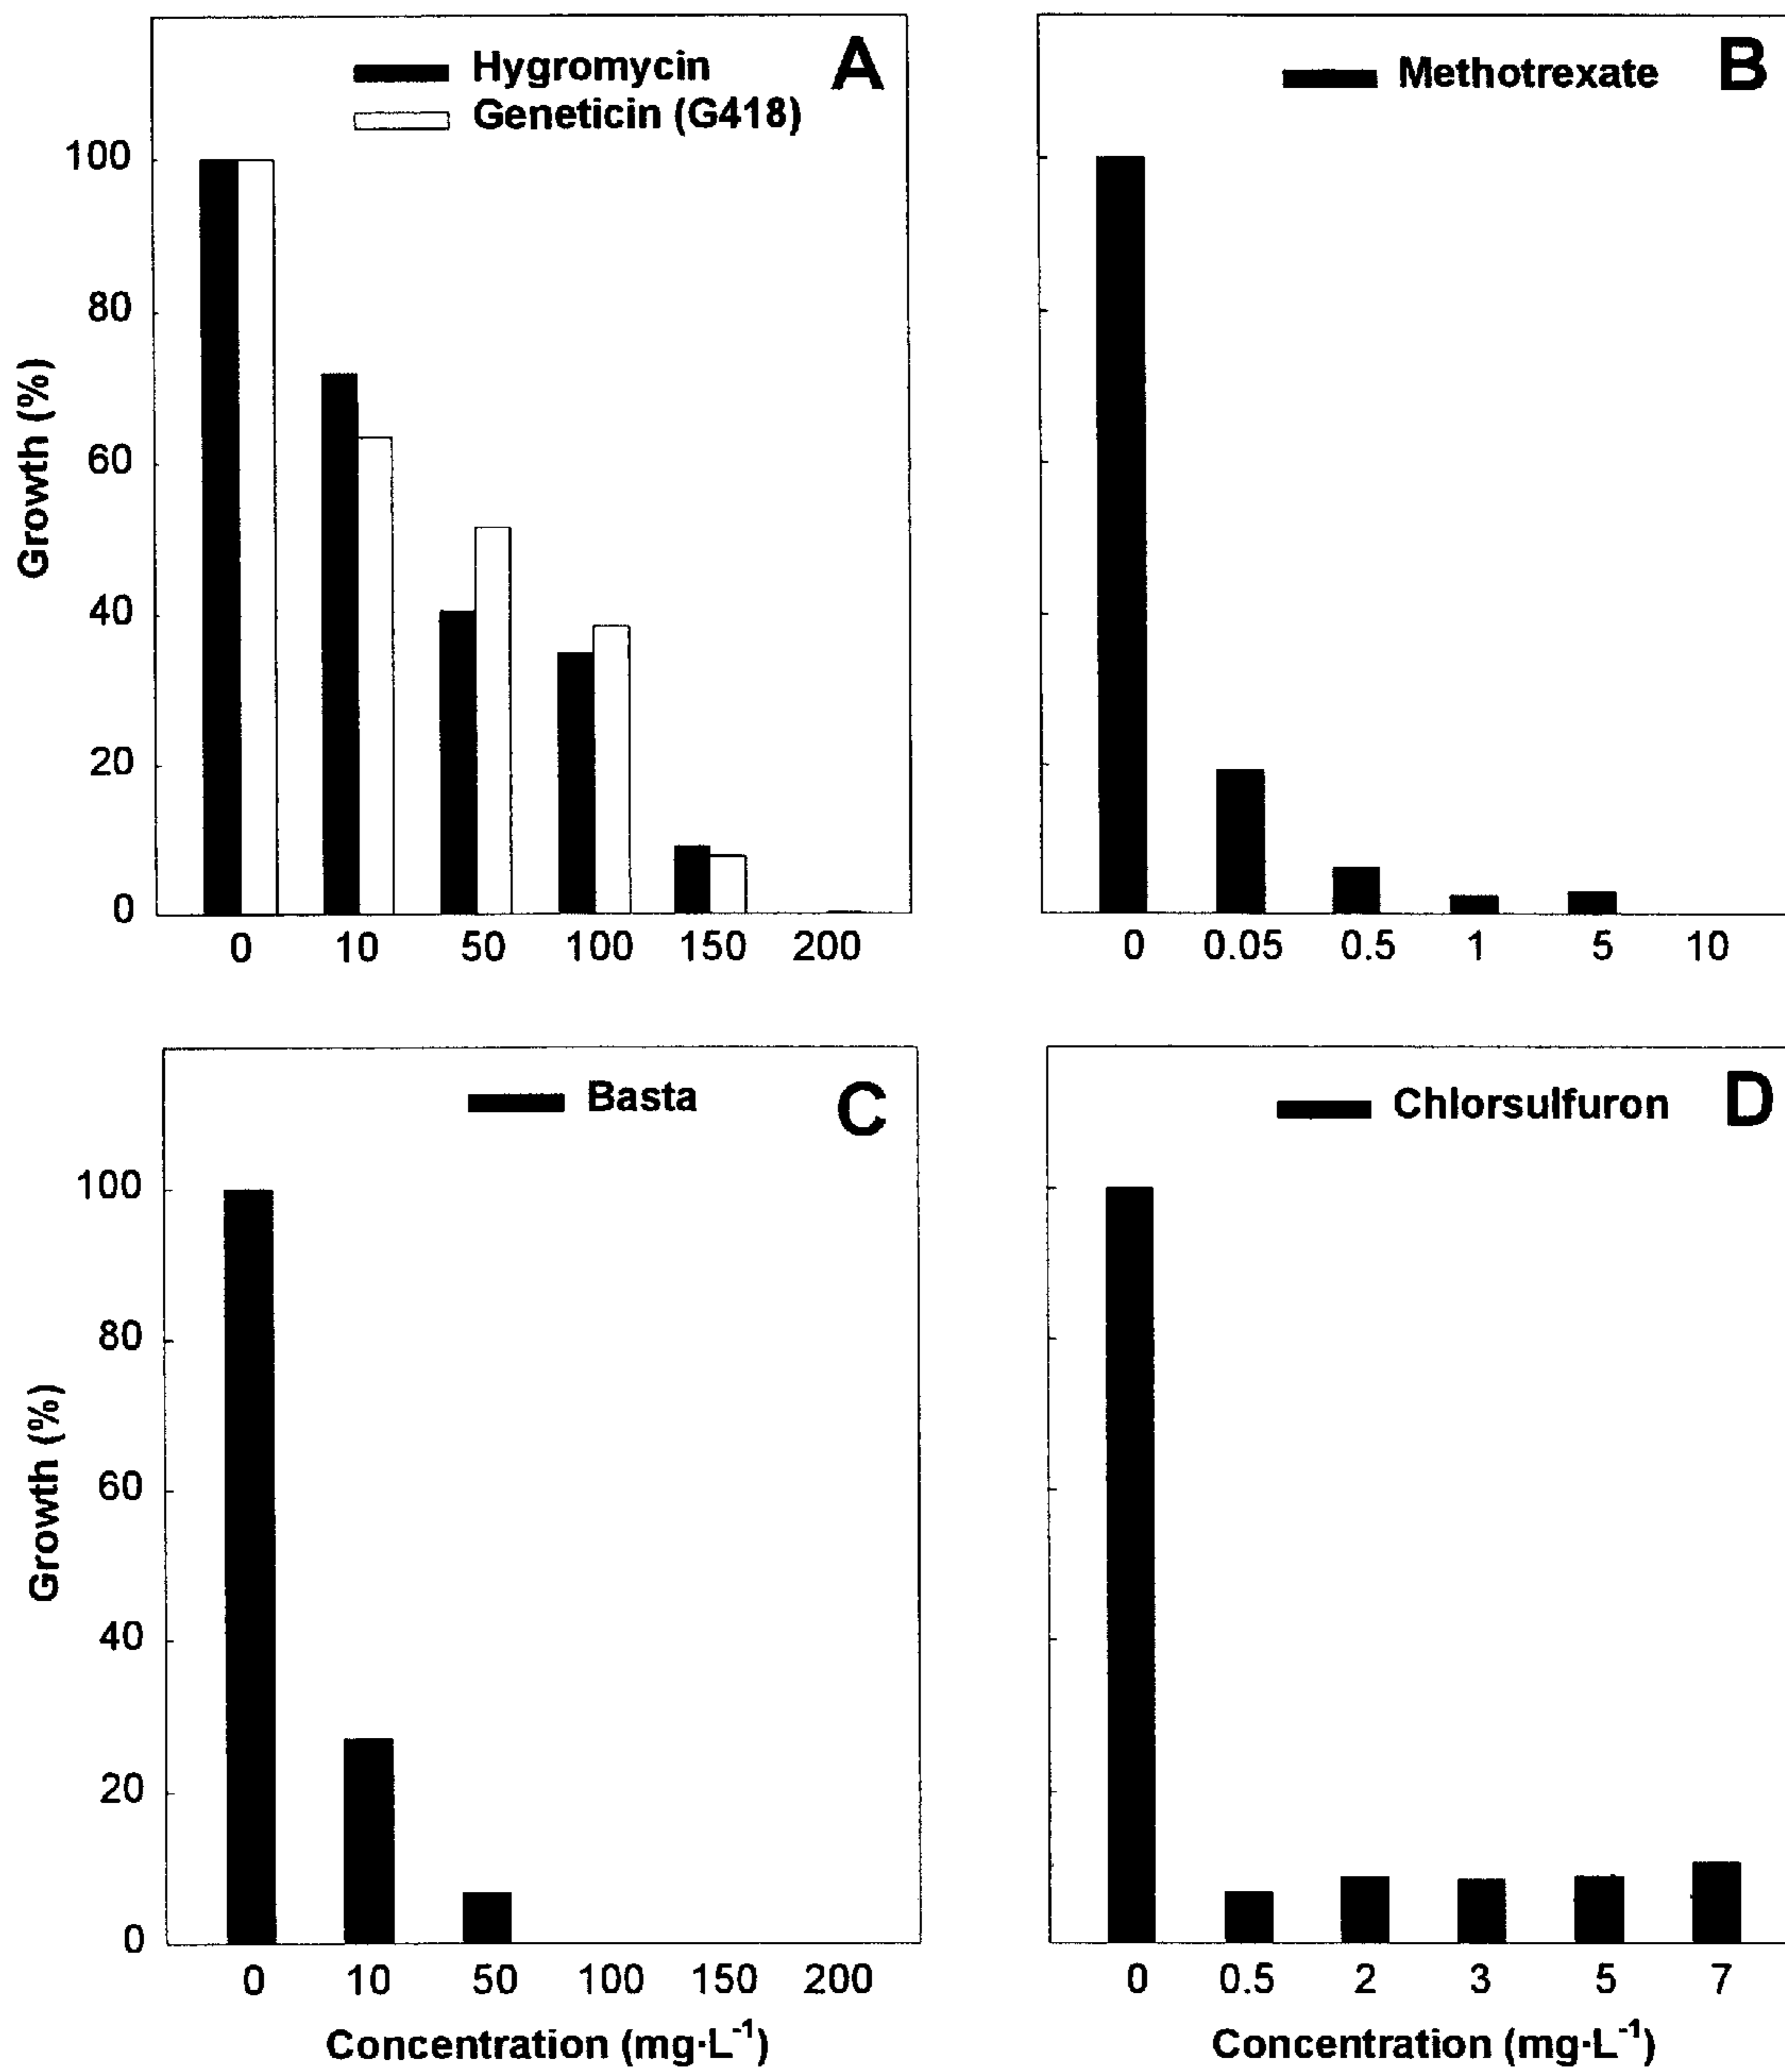 A
Hygromycin
Geneticin (G418)
Growth (%)
100
80
60
40
20
0
0 10 50 100 150 200
B
Methotrexate
0 0.05 0.5 1 5 10
C
Basta
Growth (%)
100
80
60
40
20
0
0 10 50 100 150 200
Concentration (mg·L⁻¹)
D
Chlorsulfuron
0 0.5 2 3 5 7
Concentration (mg·L⁻¹)